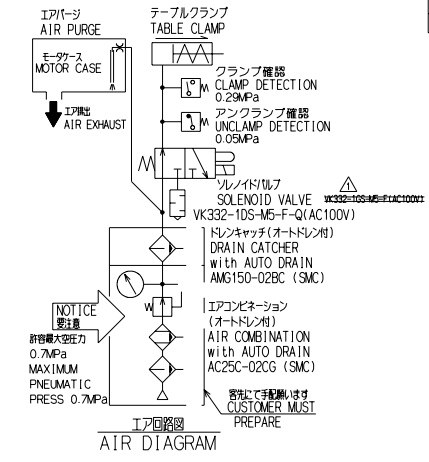 エアパージ
AIR PURGE
モータケース
MOTOR CASE
エア排出
AIR EXHAUST
テーブルクランプ
TABLE CLAMP
クランプ確認
CLAMP DETECTION
0.29MPa
アンクランプ確認
UNCLAMP DETECTION
0.05MPa
ソレノイドバルブ
SOLENOID VALVE
1
VK332-1GS-M5-F(AC100V)
VK332-1DS-M5-F-Q(AC100V)
ドレンキャッチ(オートドレン付)
DRAIN CATCHER
with AUTO DRAIN
AMG150-02BC (SMC)
NOTICE
要注意
許容最大空圧力
0.7MPa
MAXIMUM
PNEUMATIC
PRESS 0.7MPa
W
エアコンビネーション
(オートドレン付)
AIR COMBINATION
with AUTO DRAIN
AC25C-02CG (SMC)
客先にて手配願います
CUSTOMER MUST
PREPARE
エア回路図
AIR DIAGRAM